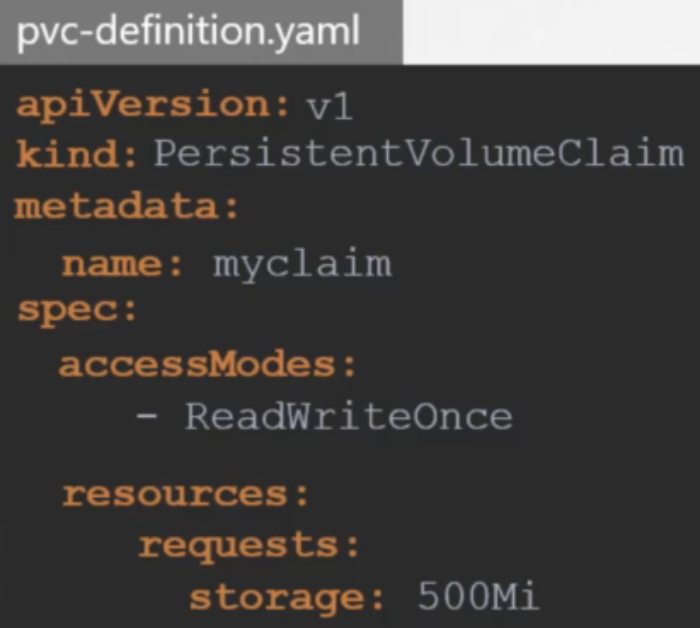 pvc-definition.yaml
apiVersion: v1
kind: PersistentVolumeClaim
metadata:
name: myclaim
spec:
accessModes:
- ReadWriteOnce
resources:
requests:
storage: 500Mi